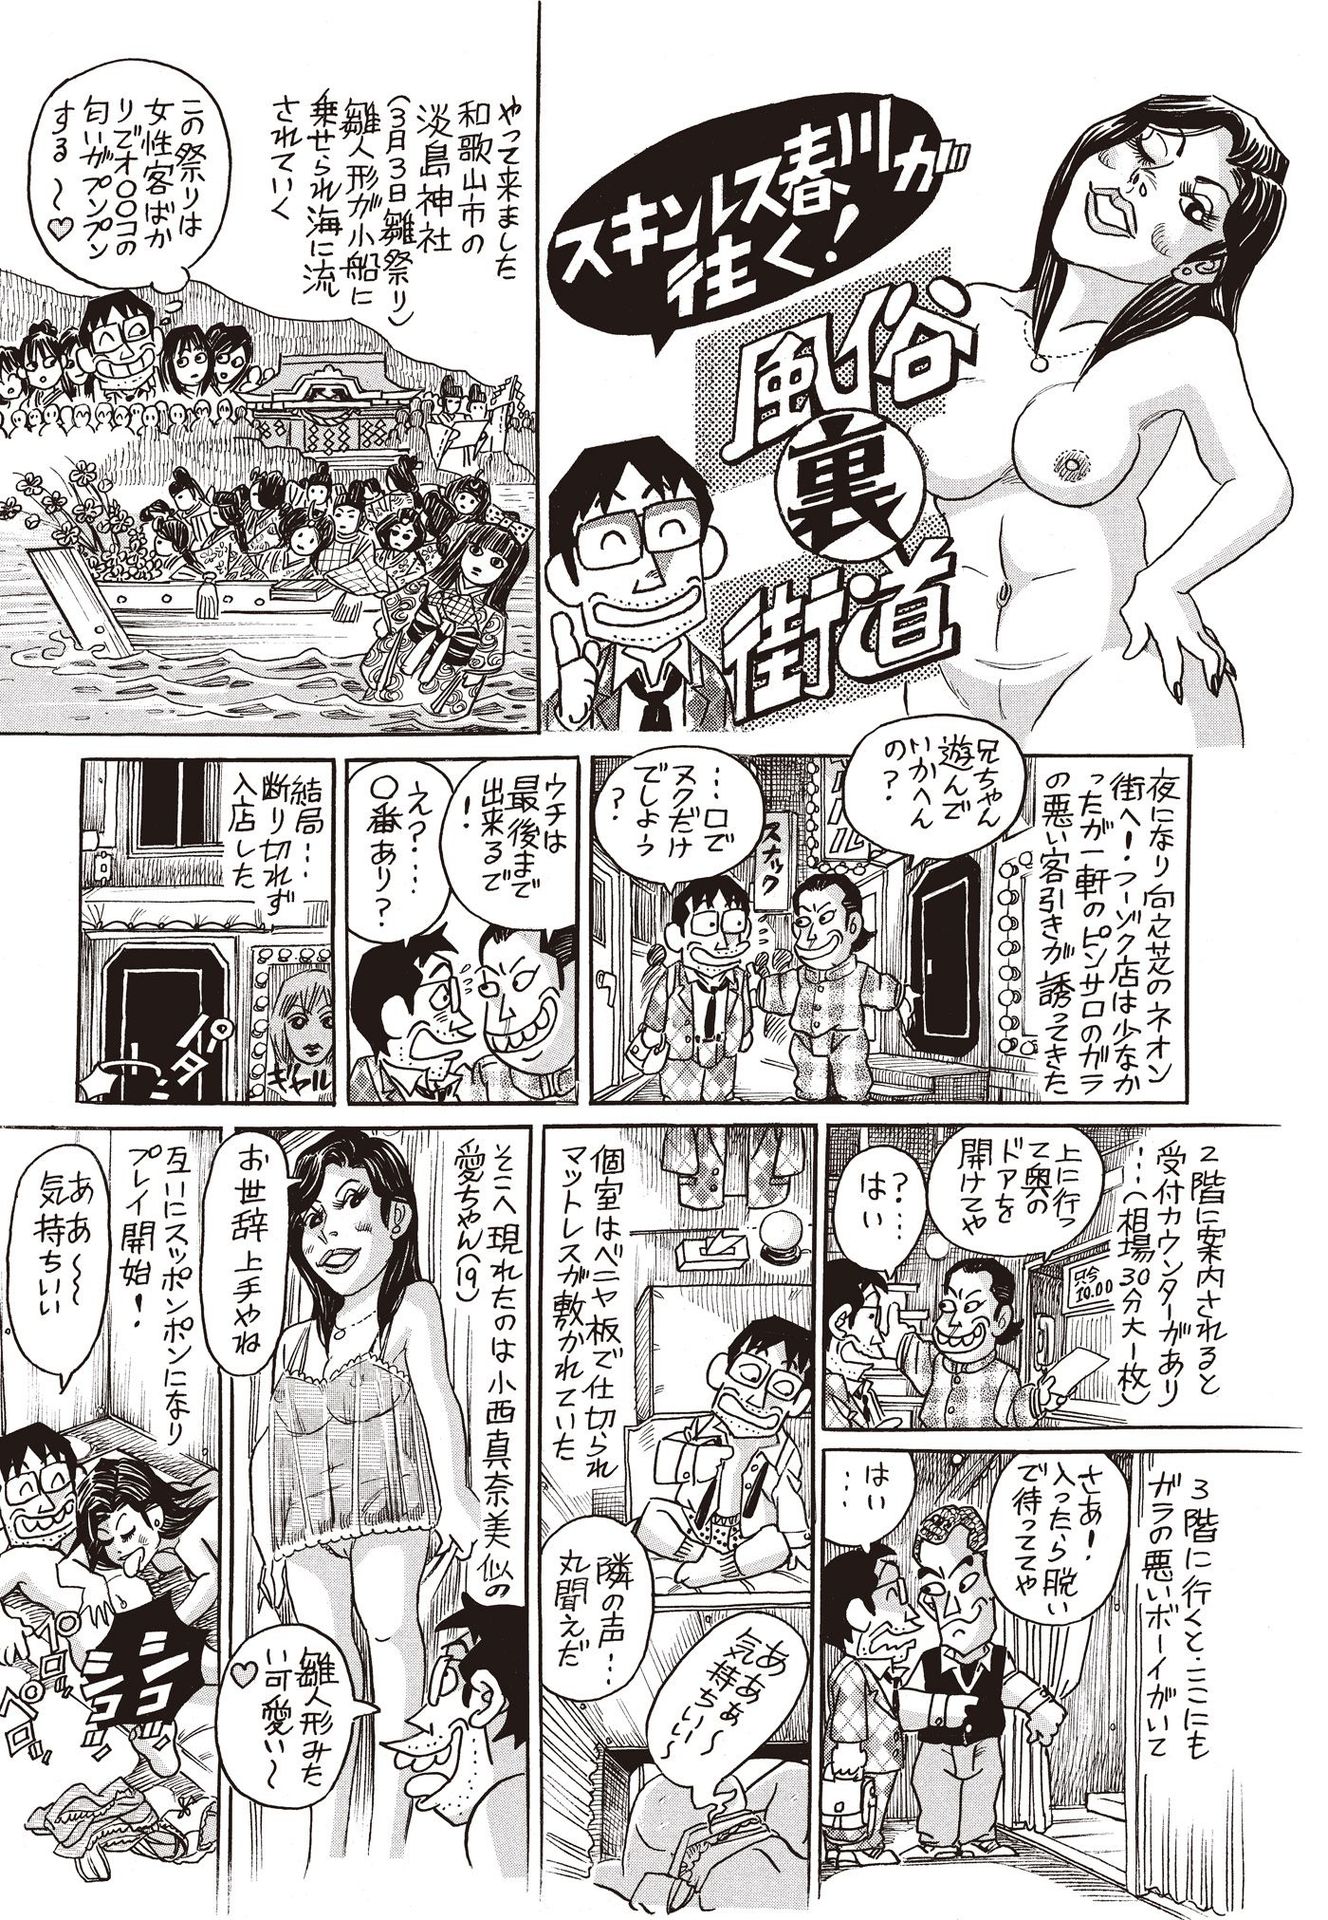 スキンレス春川が
往く!
風俗
裏
街道
やって来ました
和歌山市の
淡島神社
(3月3日雛祭り)
雛人形が小船に
乗せられ海に流
されていく
この祭りは
女性客ばか
りでオ〇〇コの
匂いがプンプン
する〜♡
夜になり向之芝のネオン
街へ!フーゾク店は少なか
ったが一軒のピンサロのガラ
の悪い客引きが誘ってきた
兄ちゃん
遊んで
いかへん
の?
…口で
ヌクだけ
でしょう
?
スナック
ウチは
最後まで
出来るで
!
え?…
〇番あり?
結局…
断り切れず
入店した
ギャル
バタ
ーン
2階に案内されると
受付カウンターがあり
…(相場30分大一枚)
上に行っ
て奥の
ドアを
開けてや
?…
はい
只今
10.00
3階に行くと、ここにも
ガラの悪いボーイがいて
さあ!
入ったら脱い
で待っててや
はい
…
個室はベニヤ板で仕切られ
マットレスが敷かれていた
隣の声…
丸聞えだ
あああぁ〜
気持ちいい〜
そこへ現れたのは小西真奈美似の
愛ちゃん(19)
お世辞上手やね
雛人形みた
い可愛い〜
♡
互いにスッポンポンになり
プレイ開始!
ああ〜
気持ちいい
シコシコ
ペロペロ